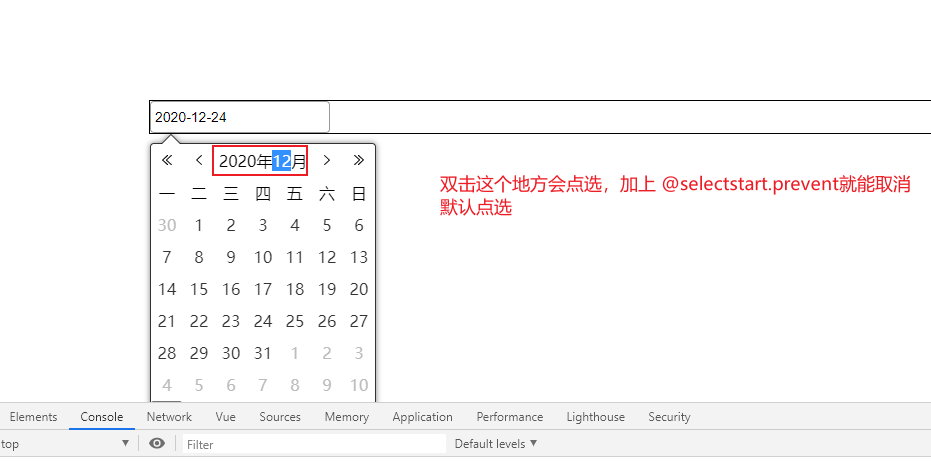 2020-12-24
« < 2020年12月 > »
一 二 三 四 五 六 日
30 1 2 3 4 5 6
7 8 9 10 11 12 13
14 15 16 17 18 19 20
21 22 23 24 25 26 27
28 29 30 31 1 2 3
4 5 6 7 8 9 10
双击这个地方会点选，加上 @selectstart.prevent就能取消
默认点选
Elements Console Network Vue Sources Memory Application Performance Lighthouse Security
top ▼ Filter Default levels ▼